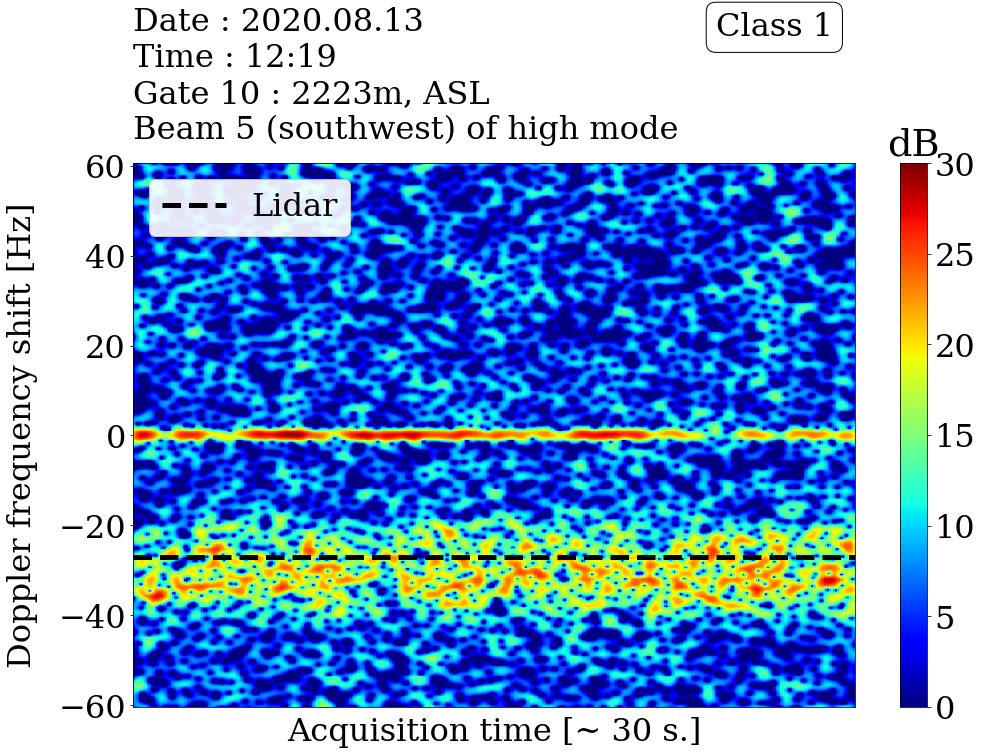 Date : 2020.08.13
Time : 12:19
Gate 10 : 2223m, ASL
Beam 5 (southwest) of high mode
Class 1
dB
Lidar
Doppler frequency shift [Hz]
60
40
20
0
−20
−40
−60
Acquisition time [~ 30 s.]
30
25
20
15
10
5
0